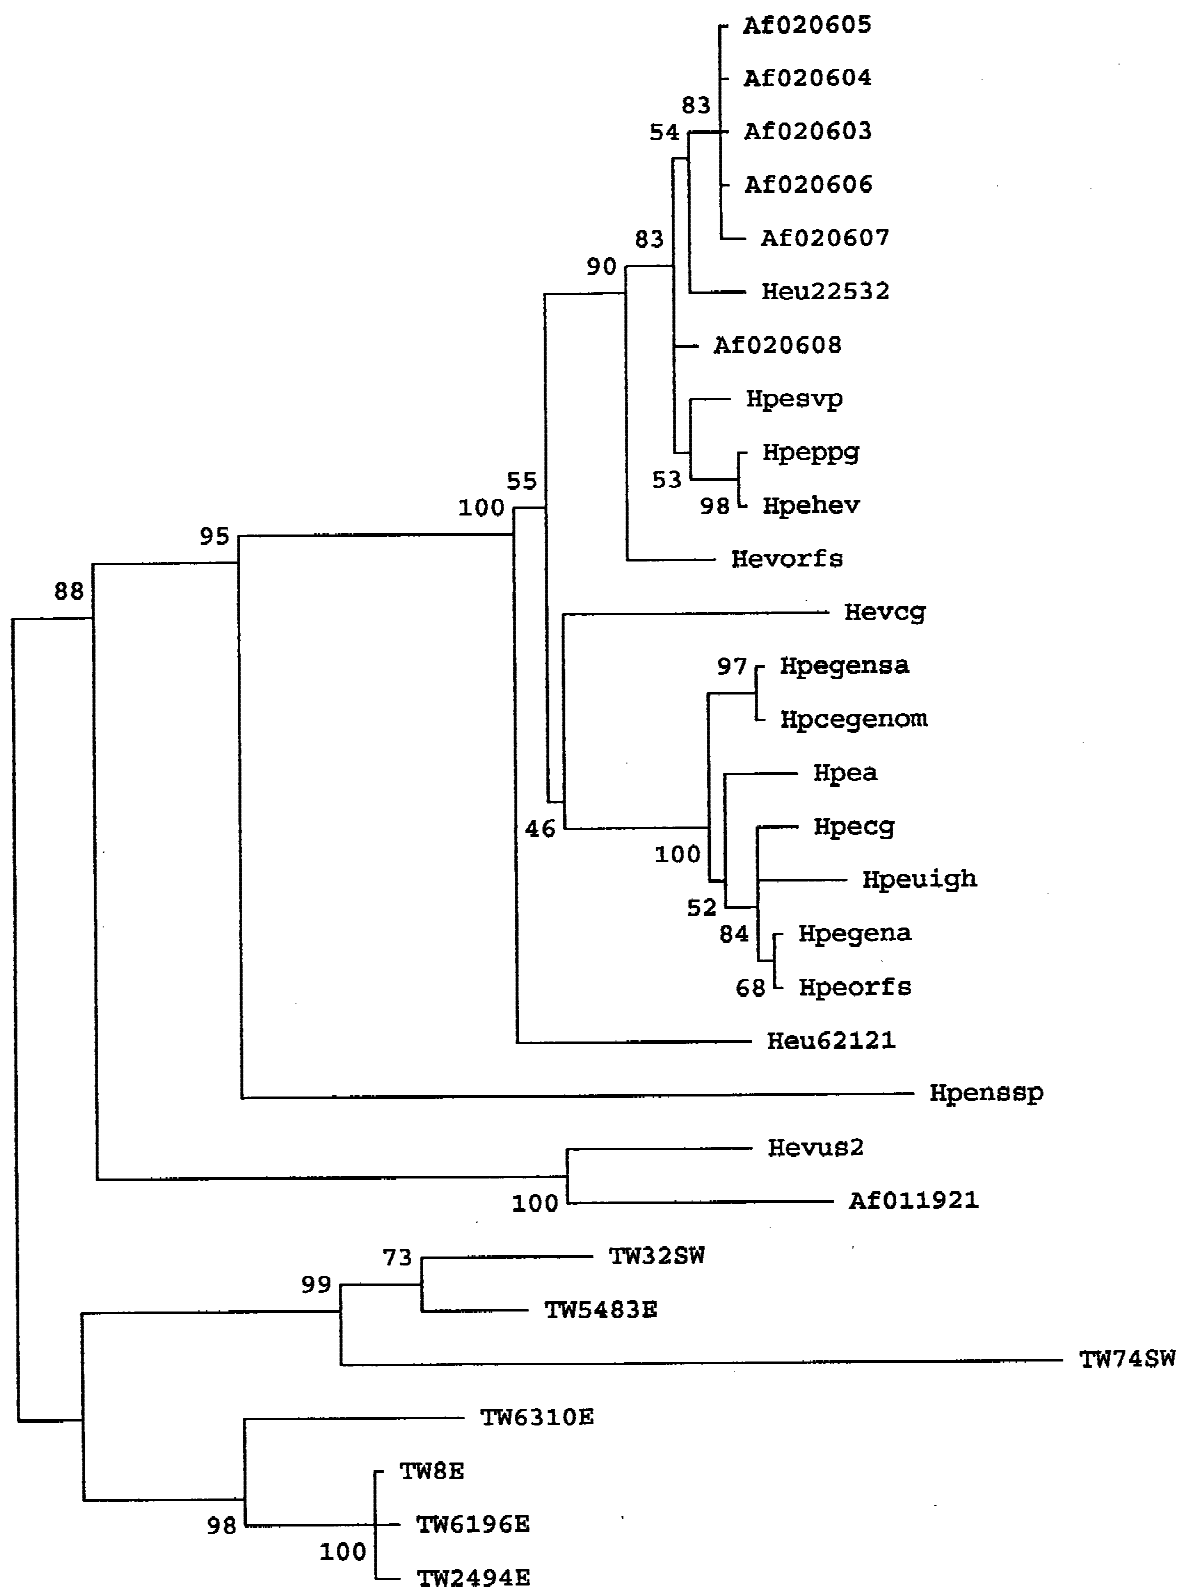 Af020605
Af020604
83
Af020603
54
Af020606
Af020607
83
90
Heu22532
Af020608
Hpesvp
Hpeppg
53
55
Hpehev
98
100
95
Hevorfs
88
Hevcg
97
Hpegensa
Hpcegenom
Hpea
46
Hpecg
100
Hpeuigh
52
84
Hpegena
68
Hpeorfs
Heu62121
Hpenssp
Hevus2
100
Af011921
73
TW32SW
99
TW5483E
TW74SW
TW6310E
TW8E
98
TW6196E
100
TW2494E